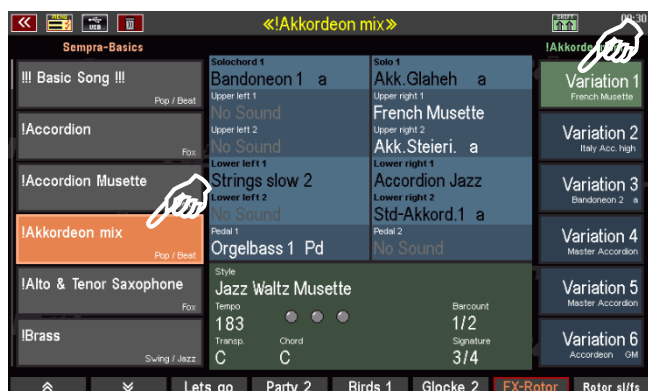 MENU
USB
«!Akkordeon mix»
SHIFT
:30
Sempra-Basics
!!! Basic Song !!!
Pop / Beat
!Accordion
Fox
!Accordion Musette
!Akkordeon mix
Pop / Beat
!Alto & Tenor Saxophone
Fox
!Brass
Swing / Jazz
Solochord 1
Bandoneon 1 a
Solo 1
Akk.Glaheh a
Upper left 1
No Sound
Upper right 1
French Musette
Upper left 2
No Sound
Upper right 2
Akk.Steieri. a
Lower left 1
Strings slow 2
Lower right 1
Accordion Jazz
Lower left 2
No Sound
Lower right 2
Std-Akkord.1 a
Pedal 1
Orgelbass 1 Pd
Pedal 2
No Sound
Style
Jazz Waltz Musette
Tempo
183
Barcount
1/2
Transp.
C
Chord
C
Signature
3/4
!Akkorde
Variation 1
French Musette
Variation 2
Italy Acc. high
Variation 3
Bandoneon 2 a
Variation 4
Master Accordion
Variation 5
Master Accordion
Variation 6
Accordeon GM
Lets go
Party 2
Birds 1
Glocke 2
FX-Rotor
Rotor sl/fs